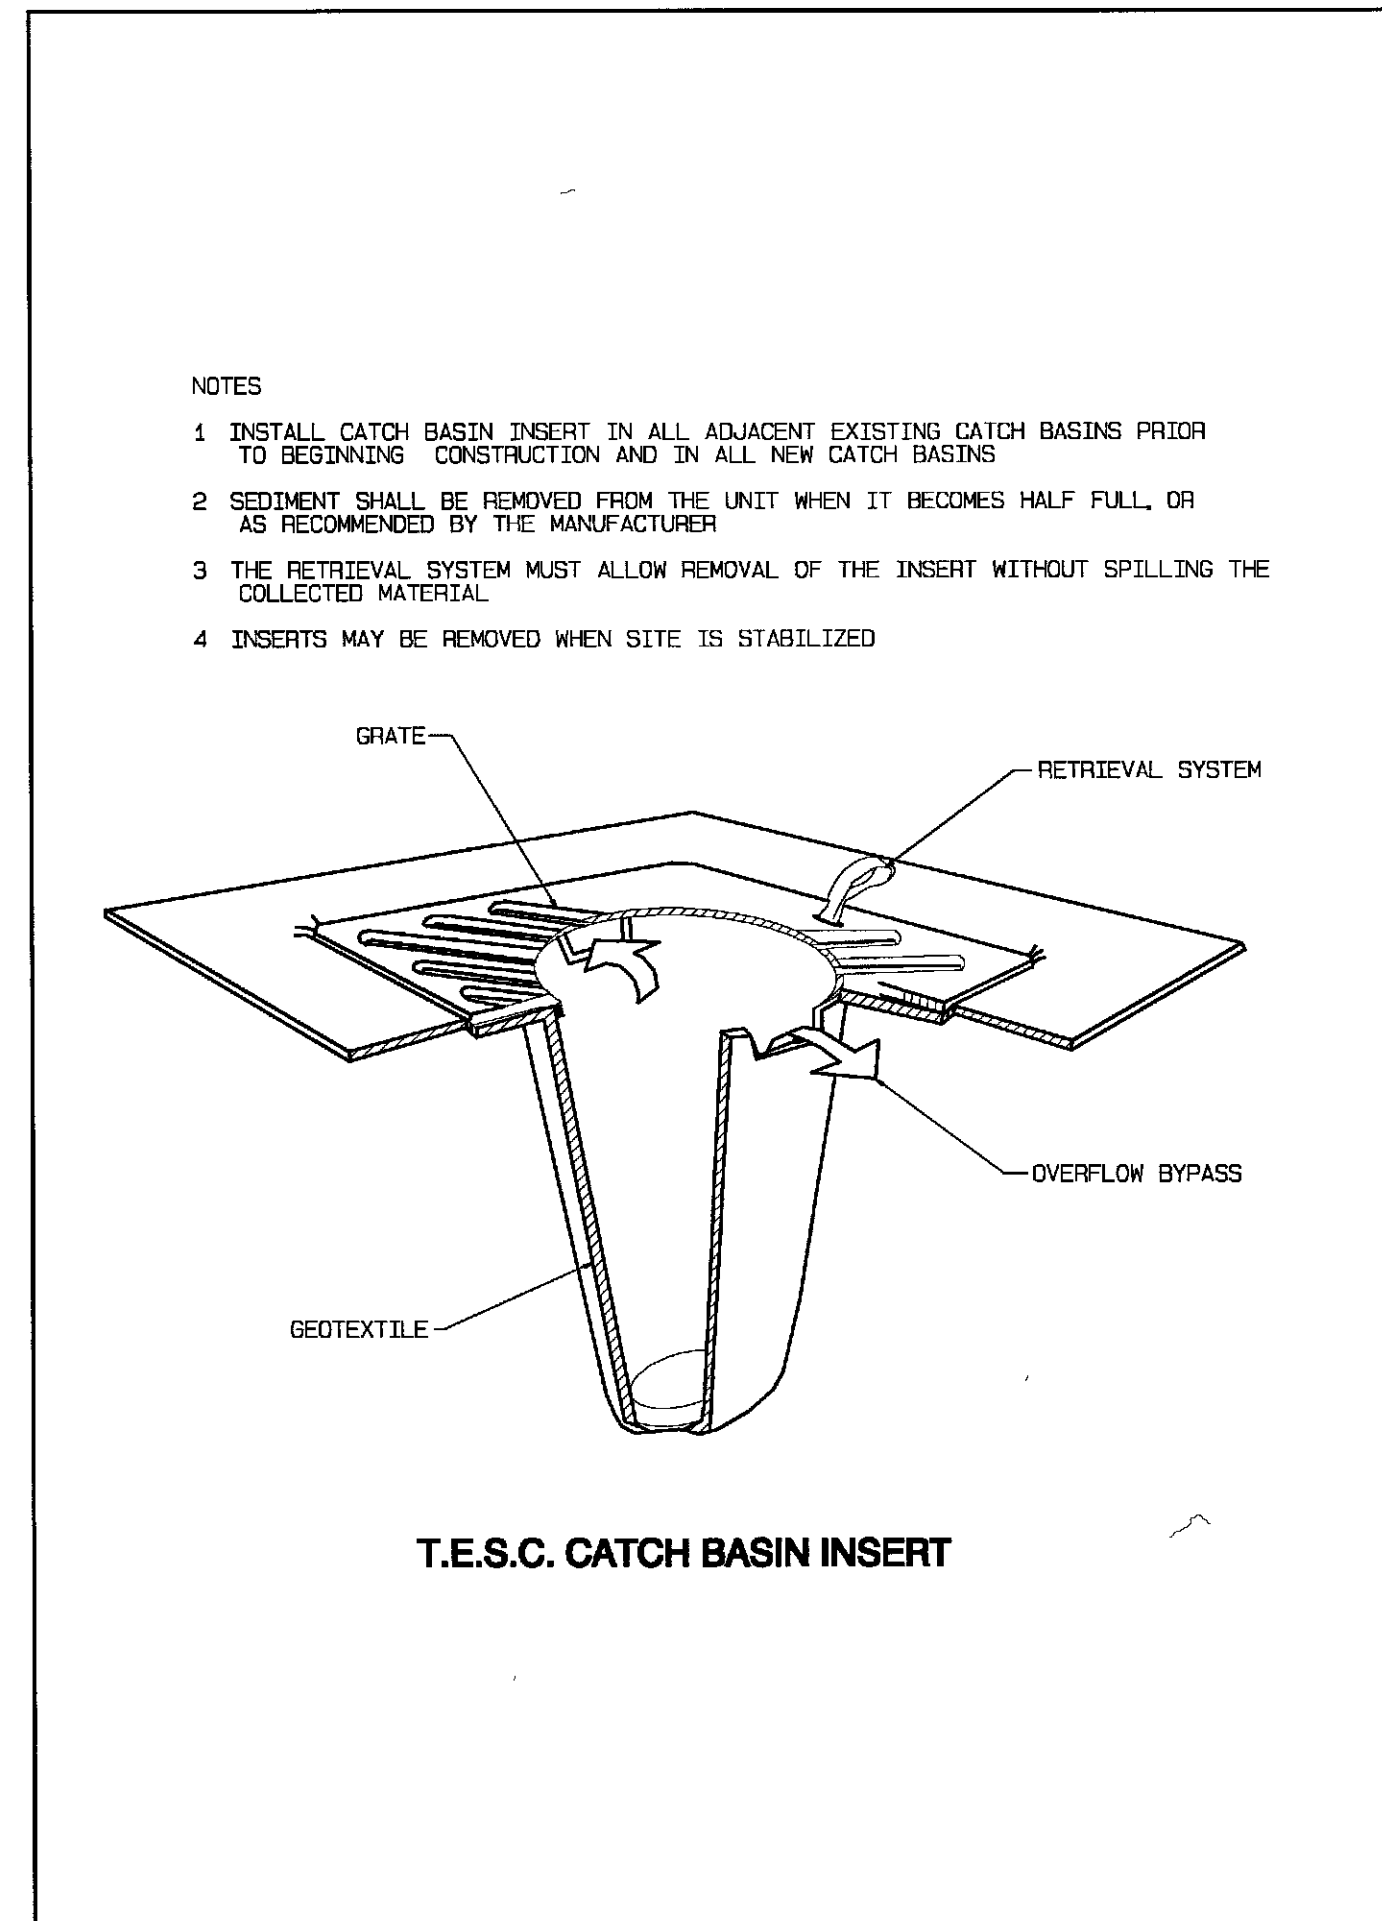 NOTES
1 INSTALL CATCH BASIN INSERT IN ALL ADJACENT EXISTING CATCH BASINS PRIOR
TO BEGINNING CONSTRUCTION AND IN ALL NEW CATCH BASINS
2 SEDIMENT SHALL BE REMOVED FROM THE UNIT WHEN IT BECOMES HALF FULL, OR
AS RECOMMENDED BY THE MANUFACTURER
3 THE RETRIEVAL SYSTEM MUST ALLOW REMOVAL OF THE INSERT WITHOUT SPILLING THE
COLLECTED MATERIAL
4 INSERTS MAY BE REMOVED WHEN SITE IS STABILIZED
GRATE
RETRIEVAL SYSTEM
OVERFLOW BYPASS
GEOTEXTILE
T.E.S.C. CATCH BASIN INSERT